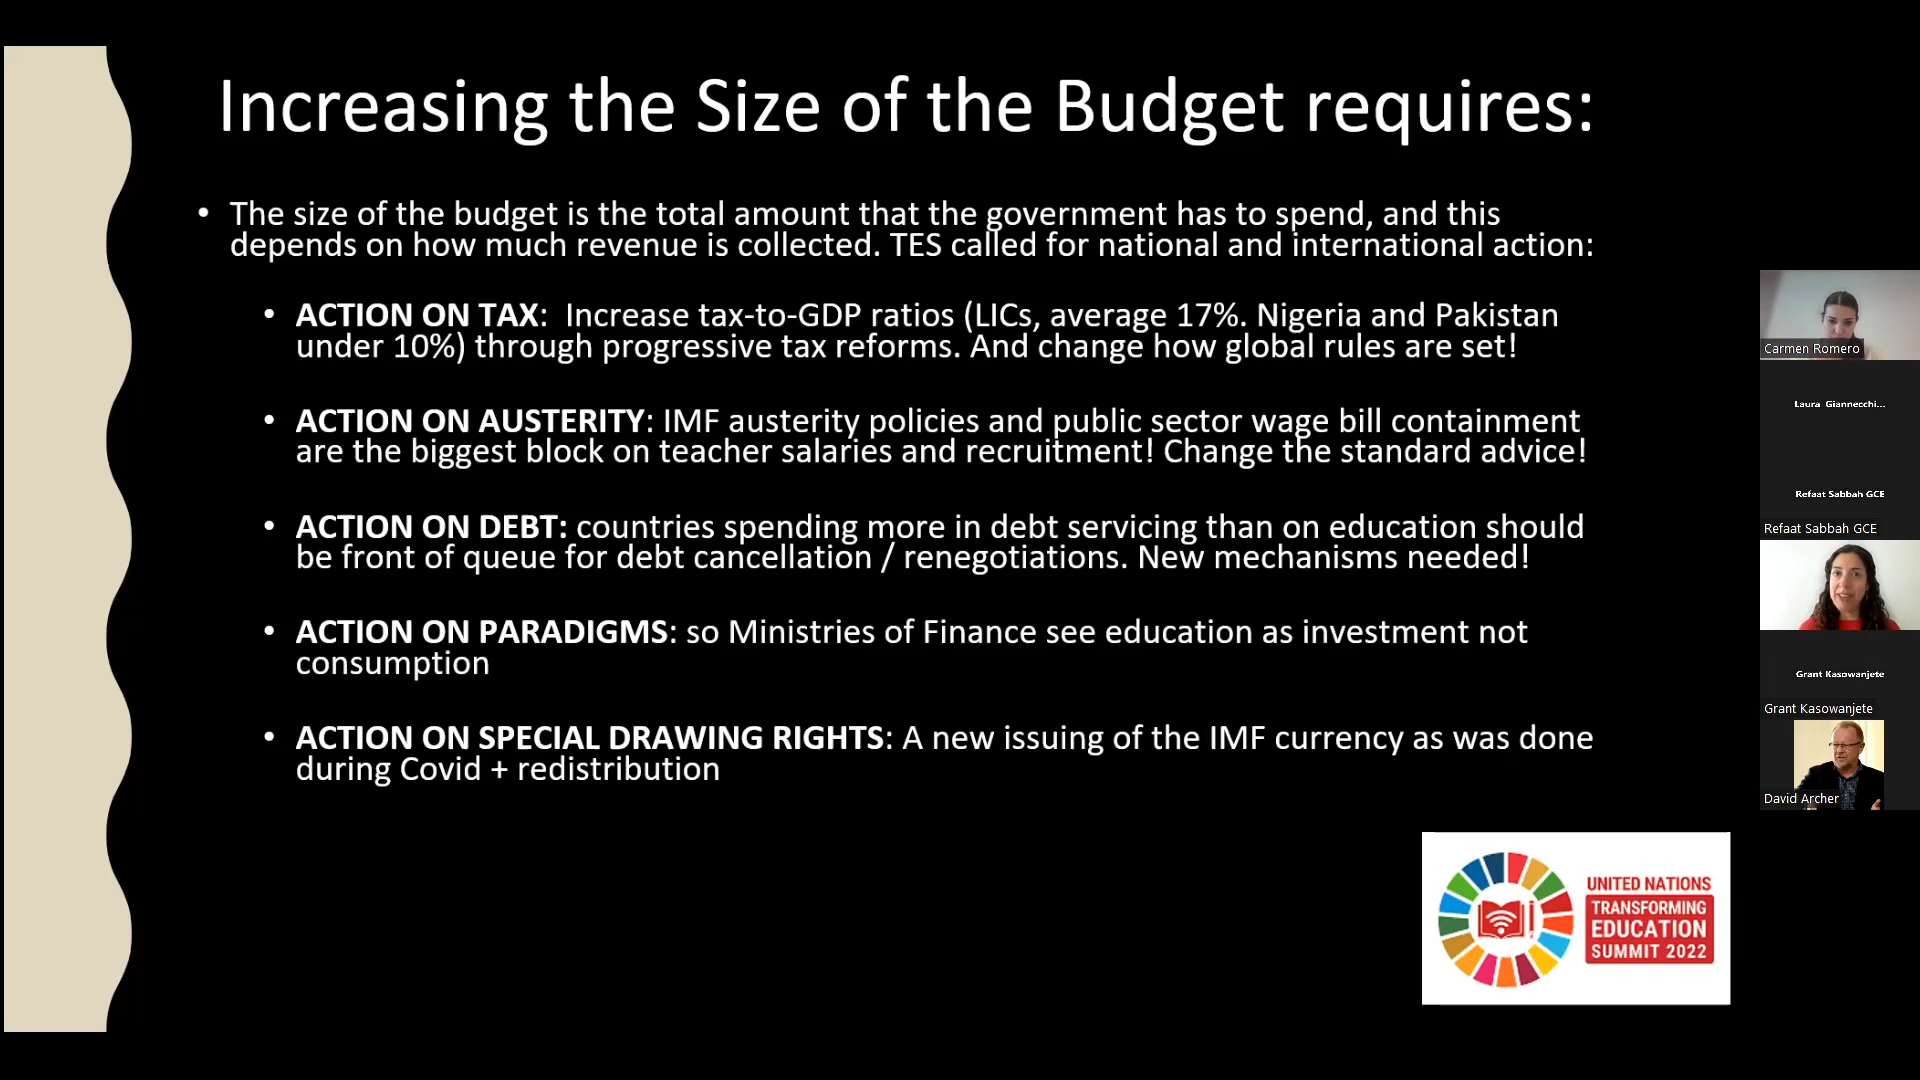 Increasing the Size of the Budget requires:
• The size of the budget is the total amount that the government has to spend, and this
depends on how much revenue is collected. TES called for national and international action:
• ACTION ON TAX:  Increase tax-to-GDP ratios (LICs, average 17%. Nigeria and Pakistan
under 10%) through progressive tax reforms. And change how global rules are set!
• ACTION ON AUSTERITY: IMF austerity policies and public sector wage bill containment
are the biggest block on teacher salaries and recruitment! Change the standard advice!
• ACTION ON DEBT: countries spending more in debt servicing than on education should
be front of queue for debt cancellation / renegotiations. New mechanisms needed!
• ACTION ON PARADIGMS: so Ministries of Finance see education as investment not
consumption
• ACTION ON SPECIAL DRAWING RIGHTS: A new issuing of the IMF currency as was done
during Covid + redistribution
Carmen Romero
Laura Giannecchi...
Refaat Sabbah GCE
Refaat Sabbah GCE
Grant Kasowanjete
Grant Kasowanjete
David Archer
UNITED NATIONS
TRANSFORMING
EDUCATION
SUMMIT 2022